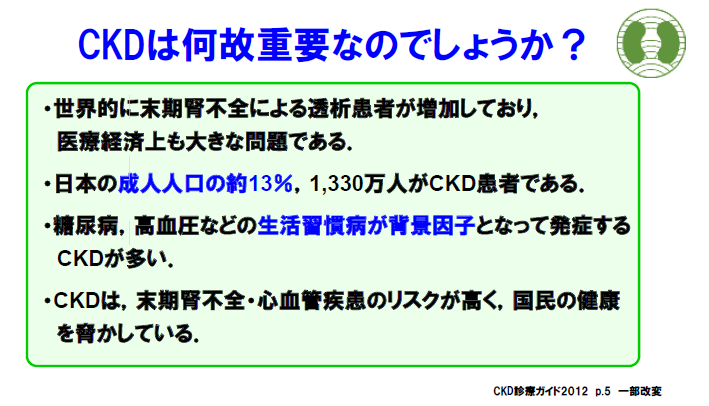 CKDは何故重要なのでしょうか？
・世界的に末期腎不全による透析患者が増加しており，
医療経済上も大きな問題である．
・日本の成人人口の約13％，1,330万人がCKD患者である．
・糖尿病，高血圧などの生活習慣病が背景因子となって発症する
CKDが多い．
・CKDは，末期腎不全・心血管疾患のリスクが高く，国民の健康
を脅かしている．
CKD診療ガイド2012 p.5 一部改変